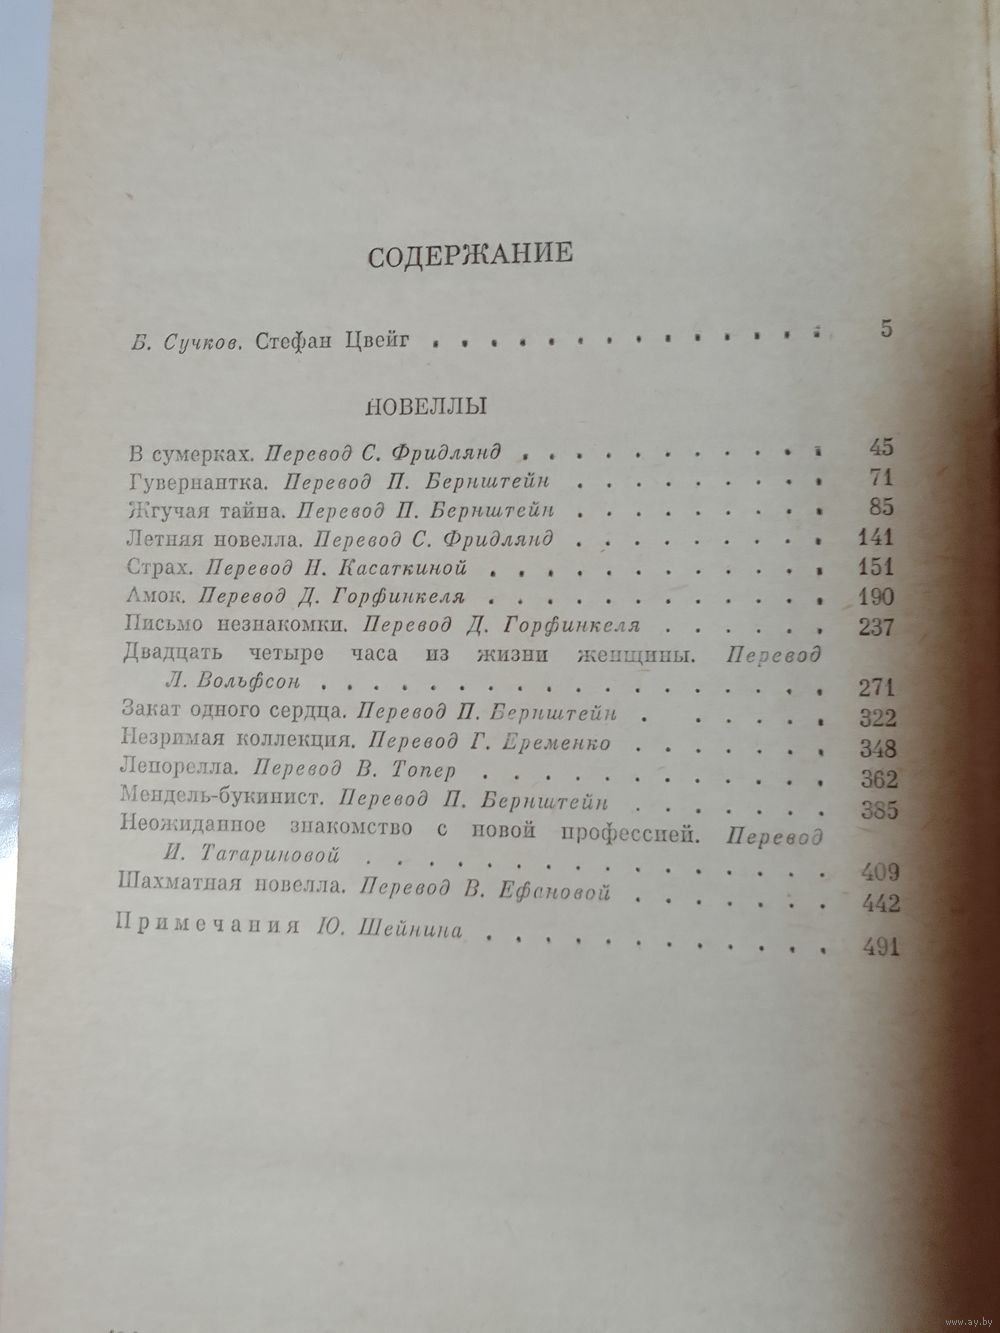 СОДЕРЖАНИЕ
Б. Сучков. Стефан Цвейг . . . . . . . . . . . . . . 5
НОВЕЛЛЫ
В сумерках. Перевод С. Фридлянд . . . . . . . . . . . 45
Гувернантка. Перевод П. Бернштейн . . . . . . . . . 71
Жгучая тайна. Перевод П. Бернштейн . . . . . . . . . 85
Летняя новелла. Перевод С. Фридлянд . . . . . . . . . 141
Страх. Перевод Н. Касаткиной . . . . . . . . . . . . 151
Амок. Перевод Д. Горфинкеля . . . . . . . . . . . . 190
Письмо незнакомки. Перевод Д. Горфинкеля . . . . . . 237
Двадцать четыре часа из жизни женщины. Перевод
Л. Вольфсон . . . . . . . . . . . . . . . . . . 271
Закат одного сердца. Перевод П. Бернштейн . . . . . . 322
Незримая коллекция. Перевод Г. Еременко . . . . . . . 348
Лепорелла. Перевод В. Топер . . . . . . . . . . . . 362
Мендель-букинист. Перевод П. Бернштейн . . . . . . . 385
Неожиданное знакомство с новой профессией. Перевод
И. Татариновой . . . . . . . . . . . . . . . . 409
Шахматная новелла. Перевод В. Ефановой . . . . . . . 442
Примечания Ю. Шейнина . . . . . . . . . . . . 491
www.ay.by